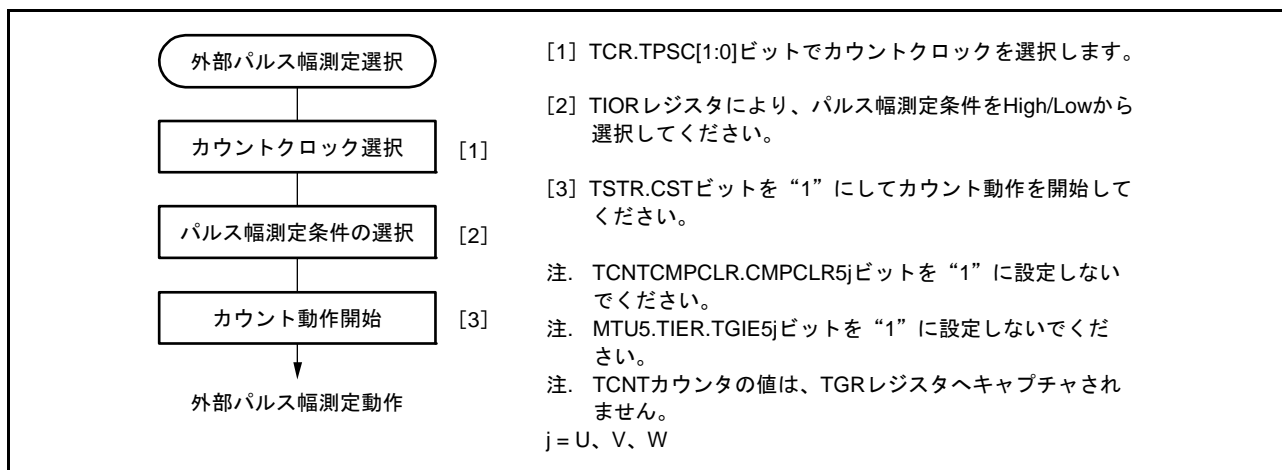 外部パルス幅測定選択
カウントクロック選択 [1]
パルス幅測定条件の選択 [2]
カウント動作開始 [3]
外部パルス幅測定動作
[1] TCR.TPSC[1:0]ビットでカウントクロックを選択します。
[2] TIORレジスタにより、パルス幅測定条件をHigh/Lowから
選択してください。
[3] TSTR.CSTビットを“1”にしてカウント動作を開始して
ください。
注. TCNTCMPCLR.CMPCLR5jビットを“1”に設定しない
でください。
注. MTU5.TIER.TGIE5jビットを“1”に設定しないでくだ
さい。
注. TCNTカウンタの値は、TGRレジスタへキャプチャされ
ません。
j = U、V、W